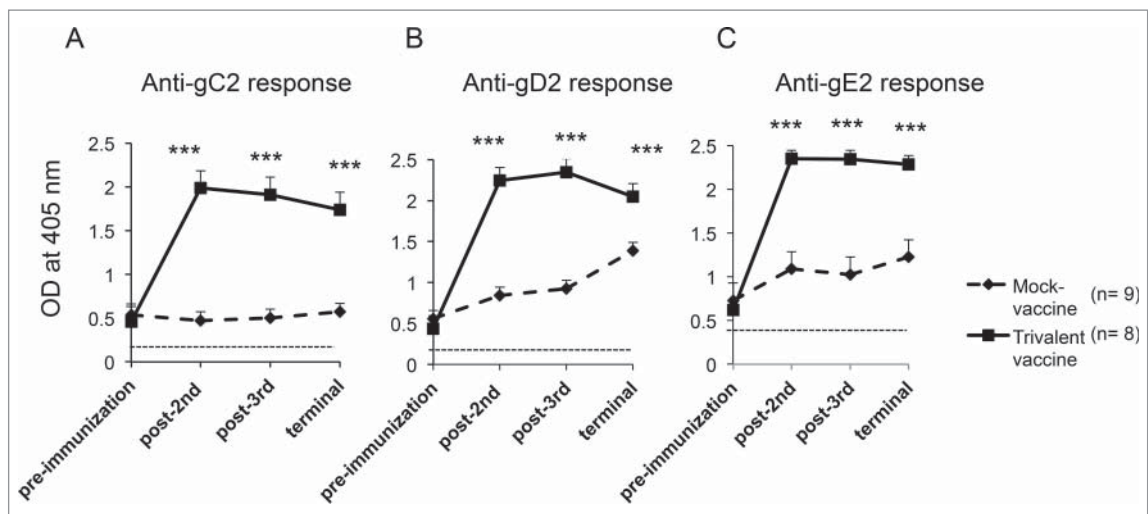 A
B
C
Anti-gC2 response
Anti-gD2 response
Anti-gE2 response
OD at 405 nm
***
***
***
2.5
2
1.5
1
0.5
0
pre-immunization
post-2nd
post-3rd
terminal
***
***
***
2.5
2
1.5
1
0.5
0
pre-immunization
post-2nd
post-3rd
terminal
***
***
***
2.5
2
1.5
1
0.5
0
pre-immunization
post-2nd
post-3rd
terminal
Mock- (n= 9)
vaccine
Trivalent (n= 8)
vaccine